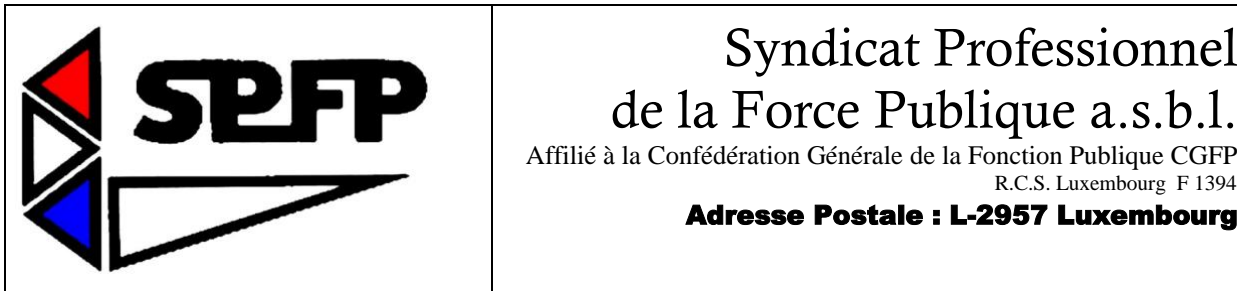 SPFP
Syndicat Professionnel
de la Force Publique a.s.b.l.
Affilié à la Confédération Générale de la Fonction Publique CGFP
R.C.S. Luxembourg F 1394
Adresse Postale : L-2957 Luxembourg